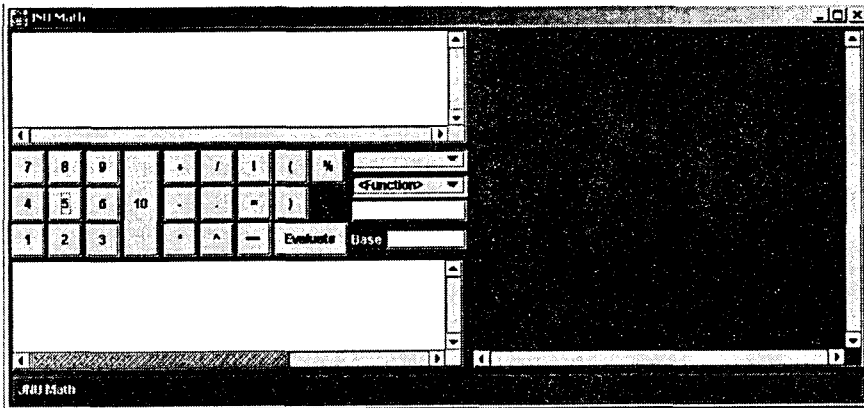 JNU Math
7 8 9 + / ! ( %
<Function>
4 5 6 10 - . = )
1 2 3 * ^ — Evaluate Base
JNU Math